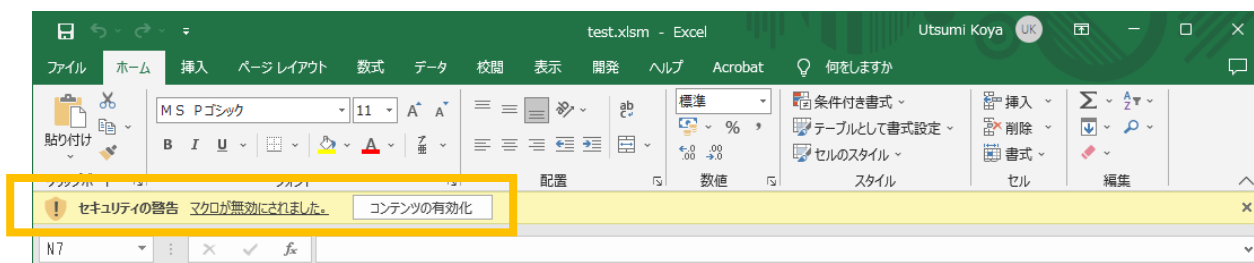 test.xlsm - Excel
Utsumi Koya UK
ファイル ホーム 挿入 ページ レイアウト 数式 データ 校閲 表示 開発 ヘルプ Acrobat 何をしますか
MS Pゴシック 11 A A ab 標準 条件付き書式 挿入 Σ
貼り付け B I U A 亜 % テーブルとして書式設定 削除
セルのスタイル 書式
配置 数値 スタイル セル 編集
セキュリティの警告 マクロが無効にされました。 コンテンツの有効化
N7 fx